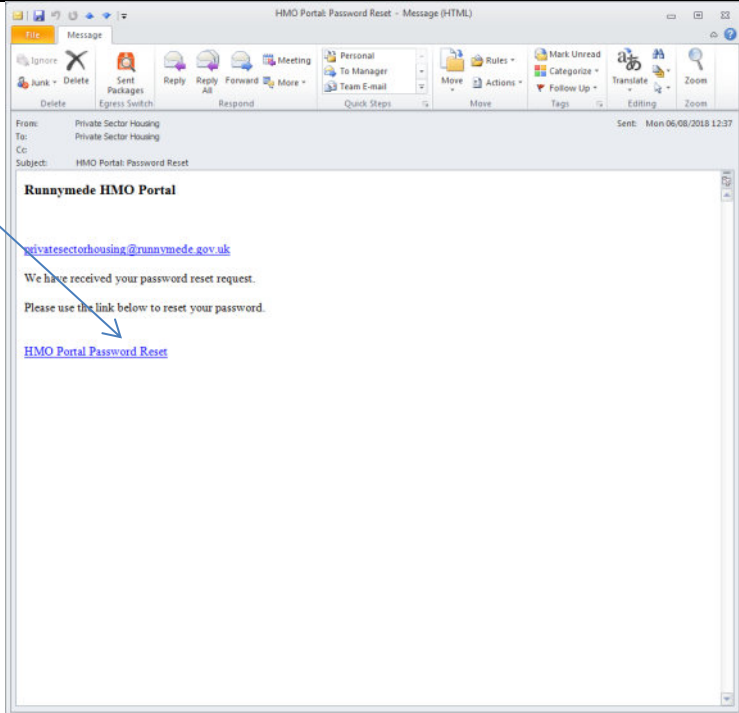 HMO Portal: Password Reset - Message (HTML)
File Message
Ignore
Junk
Delete
Sent Packages
Reply
Reply All
Forward
Meeting
More
Personal
To Manager
Team E-mail
Move
Rules
Actions
Mark Unread
Categorize
Follow Up
Translate
Zoom
Delete Egress Switch Respond Quick Steps Move Tags Editing Zoom
From: Private Sector Housing Sent: Mon 06/08/2018 12:37
To: Private Sector Housing
Cc:
Subject: HMO Portal: Password Reset
Runnymede HMO Portal
privatesectorhousing@runnymede.gov.uk
We have received your password reset request.
Please use the link below to reset your password.
HMO Portal Password Reset